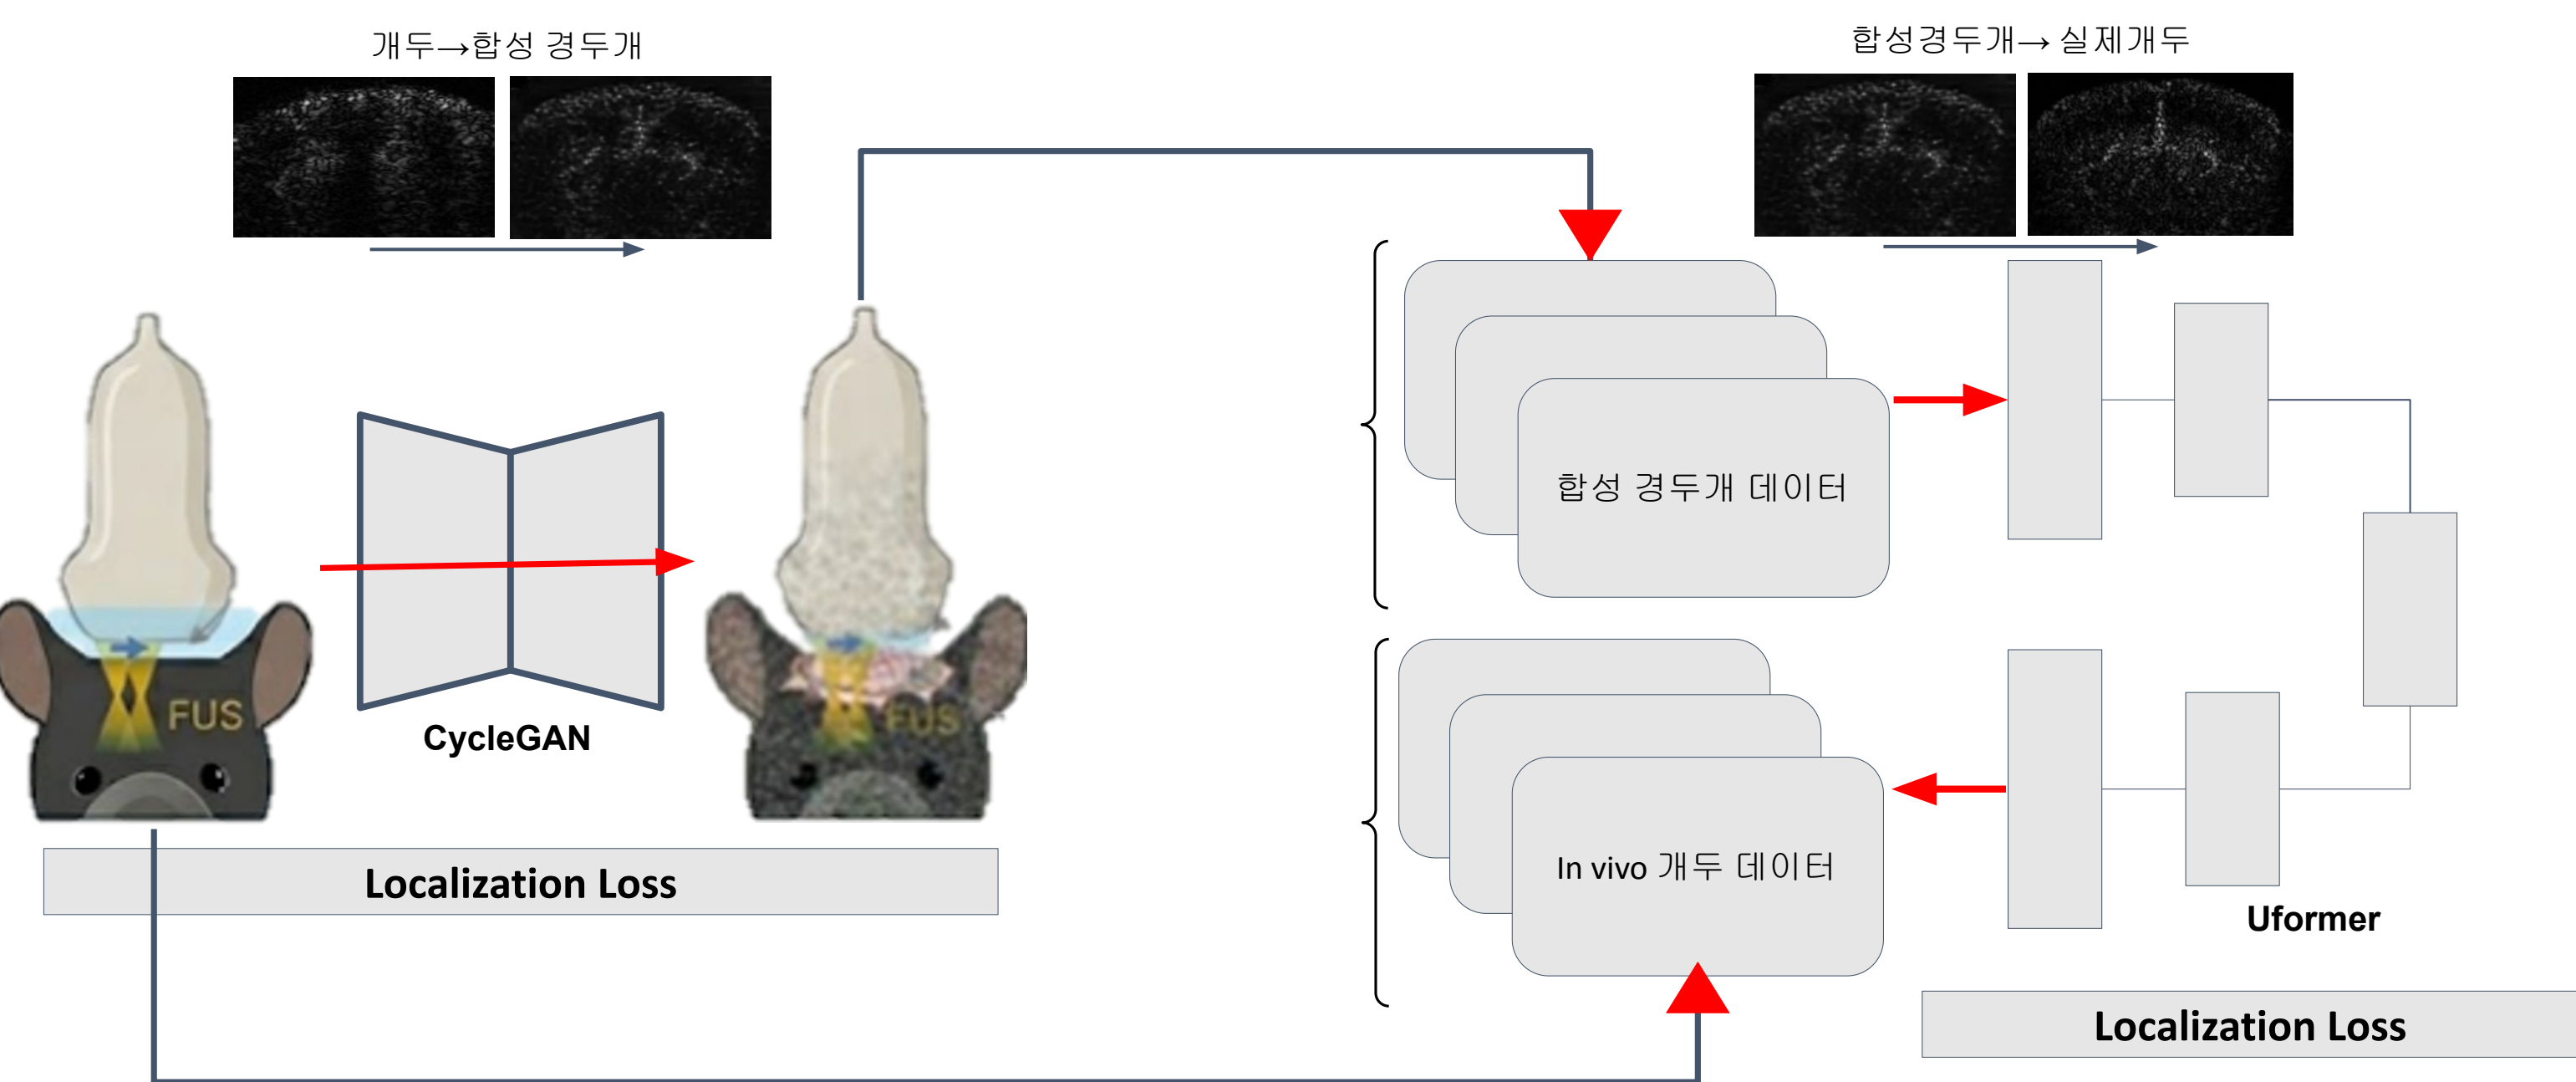 개두→합성 경두개
합성경두개→ 실제개두
합성 경두개 데이터
FUS
FUS
CycleGAN
In vivo 개두 데이터
Localization Loss
Uformer
Localization Loss